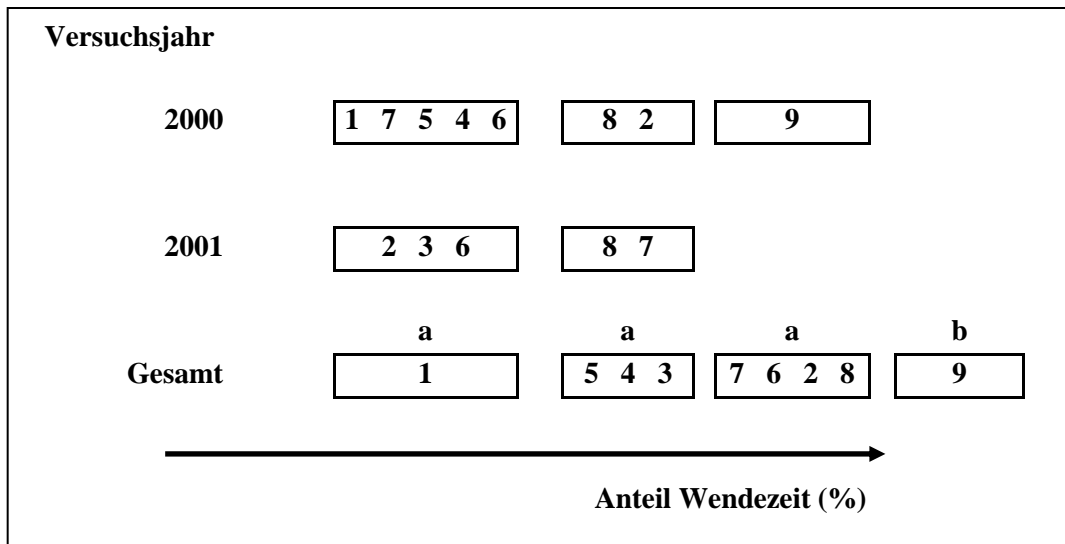 Versuchsjahr
2000 1 7 5 4 6 8 2 9
2001 2 3 6 8 7
a a a b
Gesamt 1 5 4 3 7 6 2 8 9
Anteil Wendezeit (%)